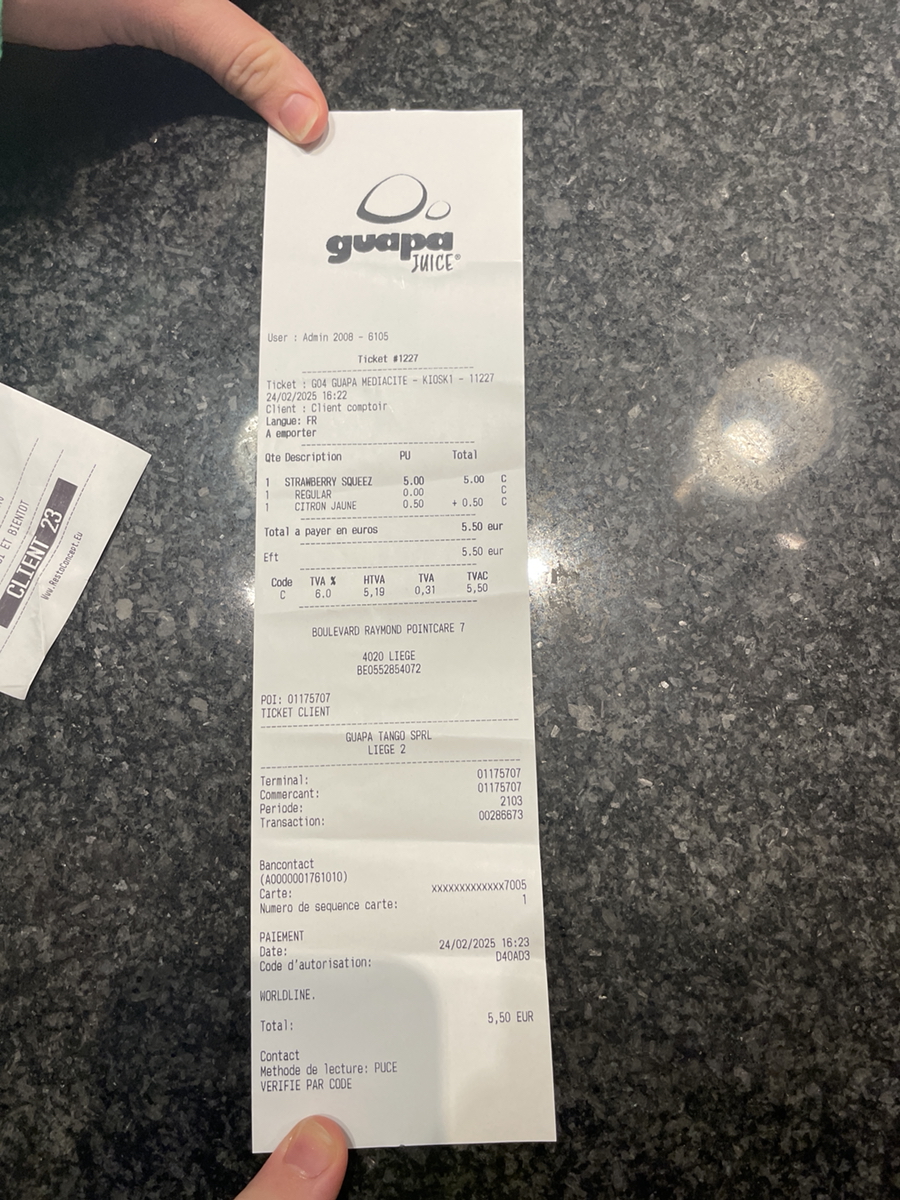 guapa
JUICE®
User : Admin 2008 - 6105
Ticket #1227
Ticket : G04 GUAPA MEDIACITE - KIOSK1 - 11227
24/02/2025 16:22
Client : Client comptoir
Langue: FR
A emporter
Qte Description PU Total
1 STRAWBERRY SQUEEZ 5.00 5.00 C
1 REGULAR 0.00 C
1 CITRON JAUNE 0.50 + 0.50 C
Total a payer en euros 5.50 eur
Eft 5.50 eur
Code TVA % HTVA TVA TVAC
C 6.0 5,19 0,31 5,50
BOULEVARD RAYMOND POINTCARE 7
4020 LIEGE
BE0552854072
POI: 01175707
TICKET CLIENT
GUAPA TANGO SPRL
LIEGE 2
Terminal: 01175707
Commercant: 01175707
Periode: 2103
Transaction: 00286673
Bancontact
(A0000001761010)
Carte: xxxxxxxxxxxxx7005
Numero de sequence carte: 1
PAIEMENT
Date: 24/02/2025 16:23
Code d'autorisation: D40AD3
WORLDLINE.
Total: 5,50 EUR
Contact
Methode de lecture: PUCE
VERIFIE PAR CODE
ET BIENTOT
CLIENT 23
Www.RestoConcept.Eu